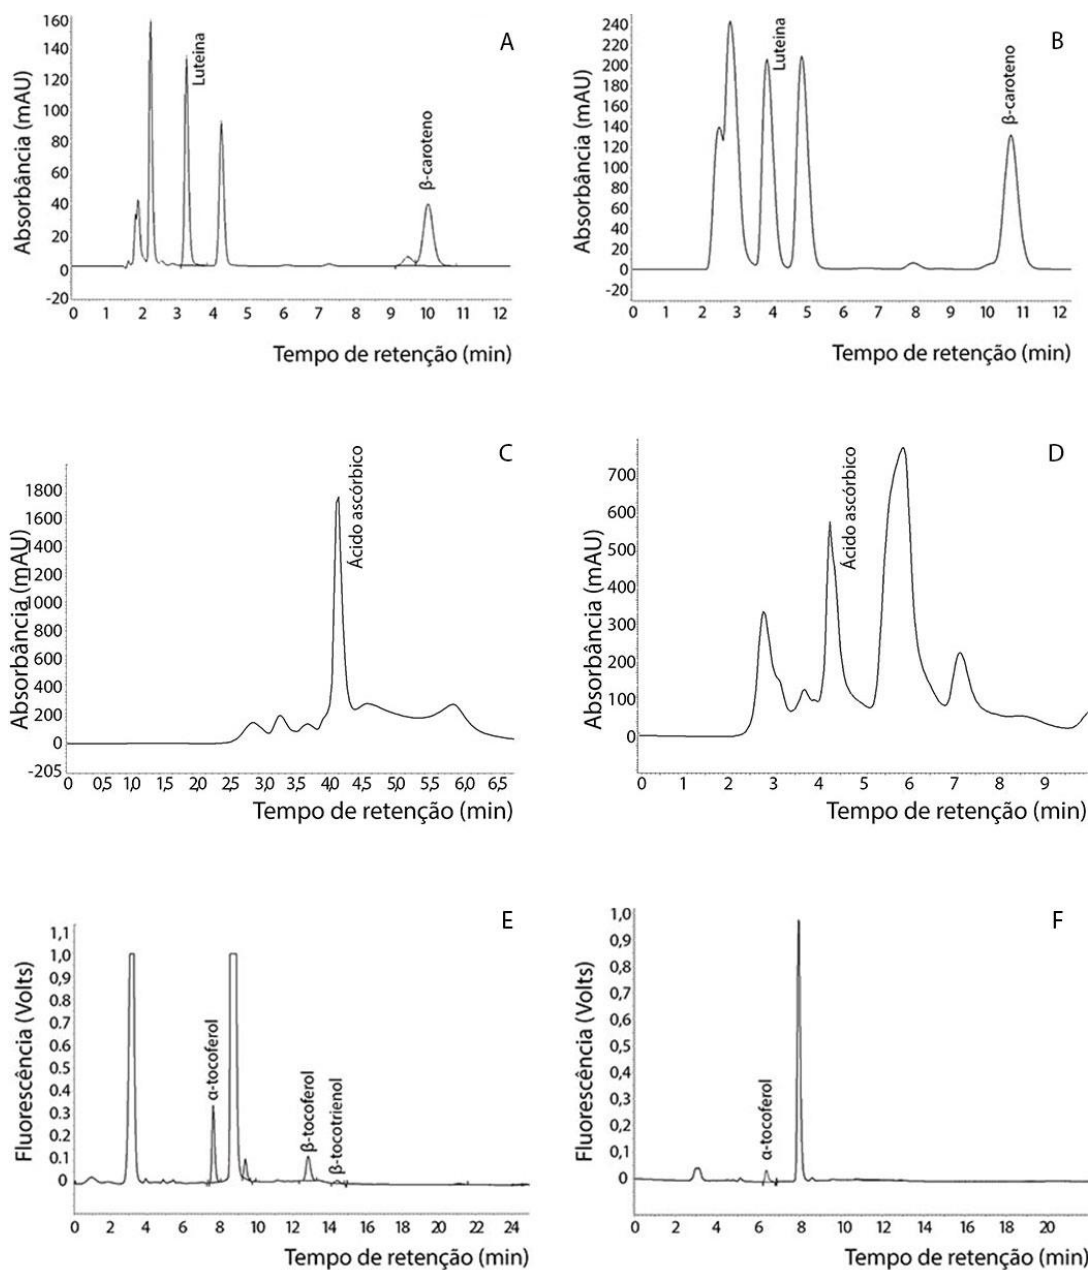 A
Absorbância (mAU)
160
140
120
100
80
60
40
20
0
-20
Luteina
β-caroteno
0 1 2 3 4 5 6 7 8 9 10 11 12
Tempo de retenção (min)
B
Absorbância (mAU)
240
220
200
180
160
140
120
100
80
60
40
20
0
-20
Luteina
β-caroteno
0 1 2 3 4 5 6 7 8 9 10 11 12
Tempo de retenção (min)
C
Absorbância (mAU)
1800
1600
1400
1200
1000
800
600
400
200
0
-205
Ácido ascórbico
0 0,5 1,0 1,5 2,0 2,5 3,0 3,5 4,0 4,5 5,0 5,5 6,0 6,5
Tempo de retenção (min)
D
Absorbância (mAU)
700
600
500
400
300
200
100
0
Ácido ascórbico
0 1 2 3 4 5 6 7 8 9
Tempo de retenção (min)
E
Fluorescência (Volts)
1,1
1,0
0,9
0,8
0,7
0,6
0,5
0,4
0,3
0,2
0,1
0
α-tocoferol
β-tocoferol
β-tocotrienol
0 2 4 6 8 10 12 14 16 18 20 22 24
Tempo de retenção (min)
F
Fluorescência (Volts)
1,0
0,9
0,8
0,7
0,6
0,5
0,4
0,3
0,2
0,1
0
α-tocoferol
0 2 4 6 8 10 12 14 16 18 20
Tempo de retenção (min)